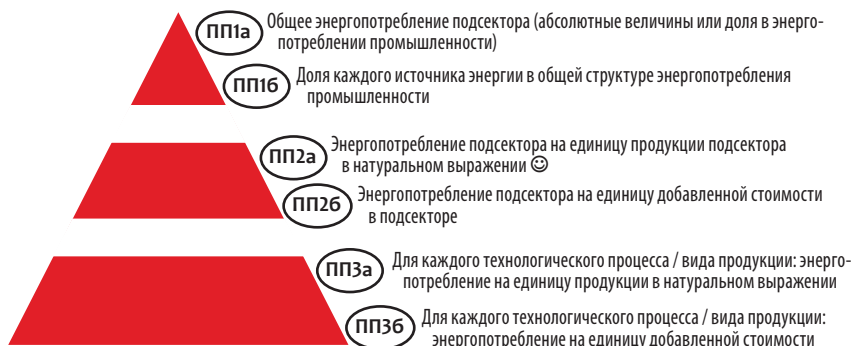 ПП1а Общее энергопотребление подсектора (абсолютные величины или доля в энерго-
потреблении промышленности)
ПП1б Доля каждого источника энергии в общей структуре энергопотребления
промышленности
ПП2а Энергопотребление подсектора на единицу продукции подсектора
в натуральном выражении ☺
ПП2б Энергопотребление подсектора на единицу добавленной стоимости
в подсекторе
ПП3а Для каждого технологического процесса / вида продукции: энерго-
потребление на единицу продукции в натуральном выражении
ПП3б Для каждого технологического процесса / вида продукции:
энергопотребление на единицу добавленной стоимости